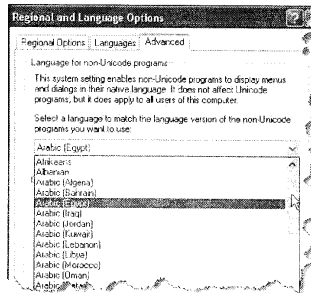 Regional and Language Options
Regional Options Languages Advanced
Language for non-Unicode programs
This system setting enables non-Unicode programs to display menus
and dialogs in their native language. It does not affect Unicode
programs, but it does apply to all users of this computer.
Select a language to match the language version of the non-Unicode
programs you want to use:
Arabic (Egypt)
Afrikaans
Albanian
Arabic (Algeria)
Arabic (Bahrain)
Arabic (Egypt)
Arabic (Iraq)
Arabic (Jordan)
Arabic (Kuwait)
Arabic (Lebanon)
Arabic (Libya)
Arabic (Morocco)
Arabic (Oman)
Arabic (Qatar)